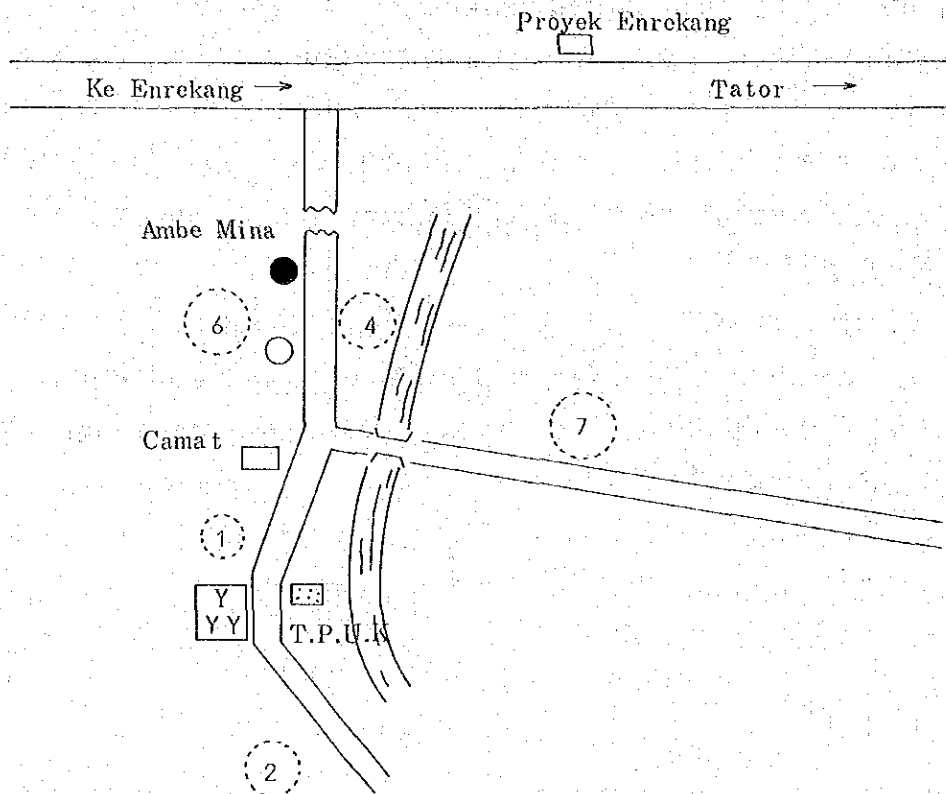 Proyek Enrekang
Ke Enrekang →
Tator →
Ambe Mina
6
4
7
Camat
1
Y
Y Y
T.P.U.K
2